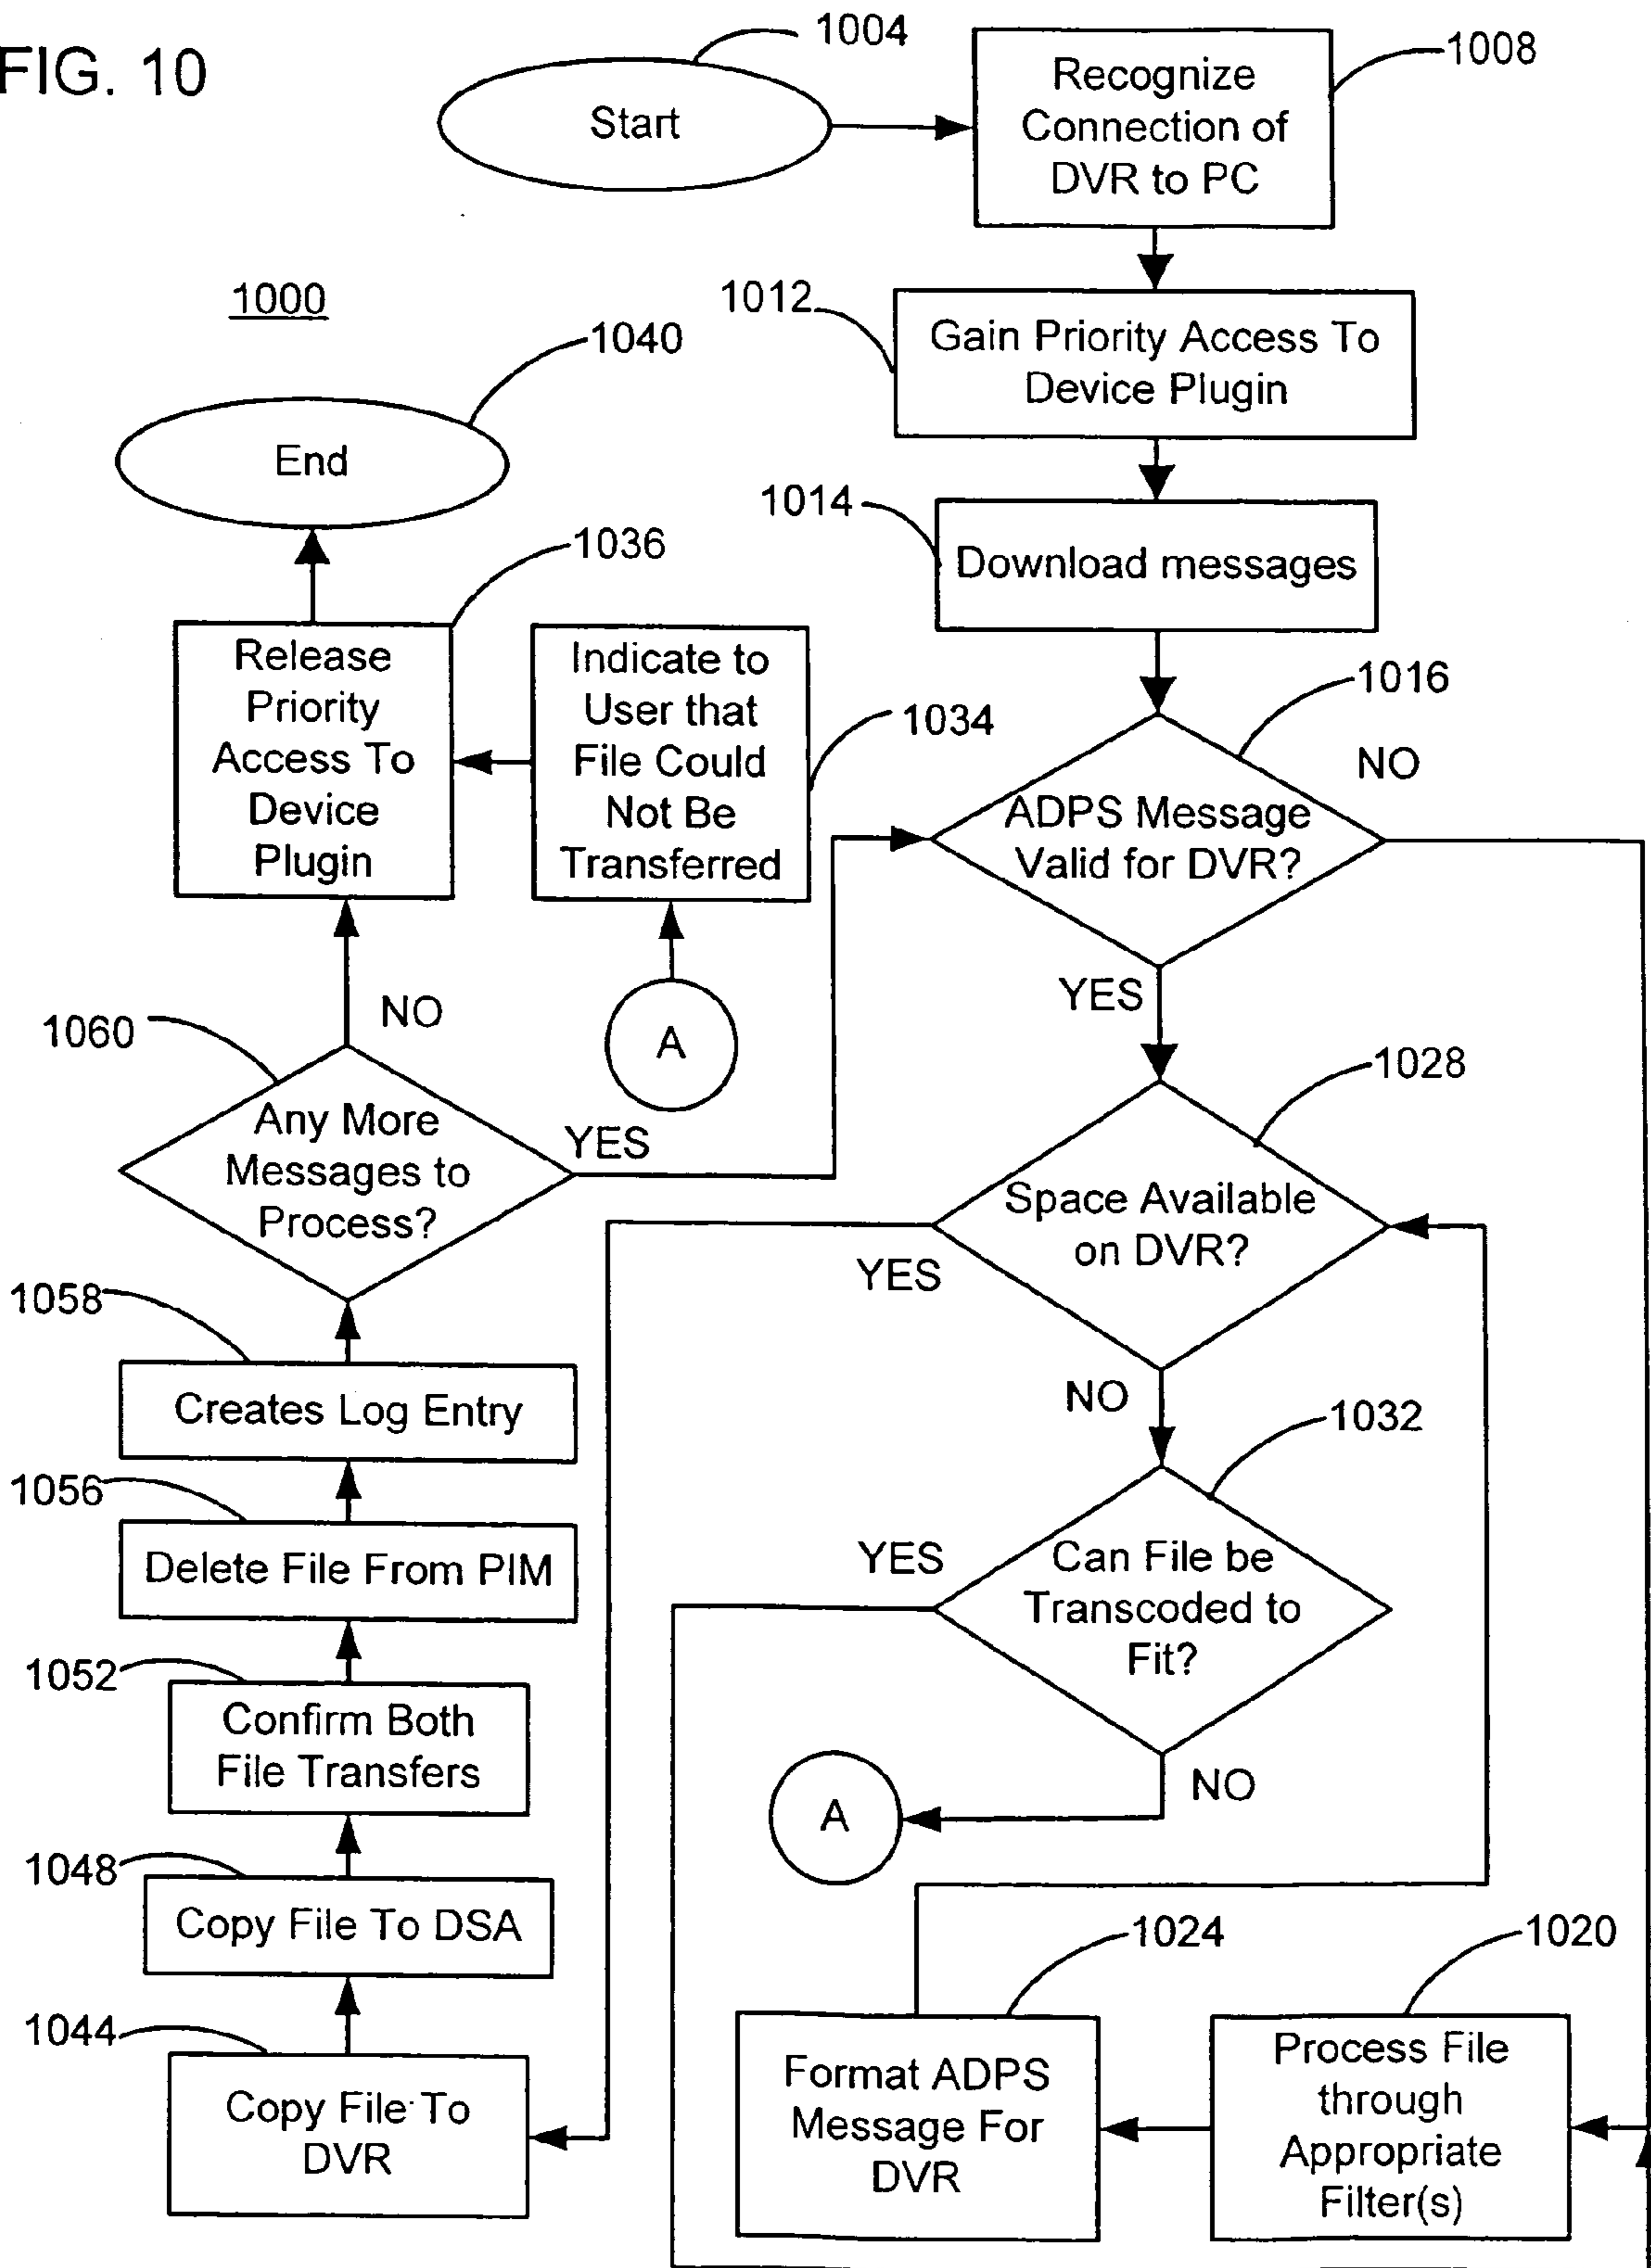 FIG. 10
1004
Start
Recognize
Connection of
DVR to PC
1008
1000
1012
Gain Priority Access To
Device Plugin
1040
End
1014
Download messages
1036
Release
Priority
Access To
Device
Plugin
Indicate to
User that
File Could
Not Be
Transferred
1034
1016
NO
ADPS Message
Valid for DVR?
YES
A
NO
1060
Any More
Messages to
Process?
YES
1028
Space Available
on DVR?
YES
NO
1058
Creates Log Entry
1032
1056
Delete File From PIM
YES
Can File be
Transcoded to
Fit?
1052
Confirm Both
File Transfers
NO
A
1048
Copy File To DSA
1024
1020
1044
Copy File To
DVR
Format ADPS
Message For
DVR
Process File
through
Appropriate
Filter(s)